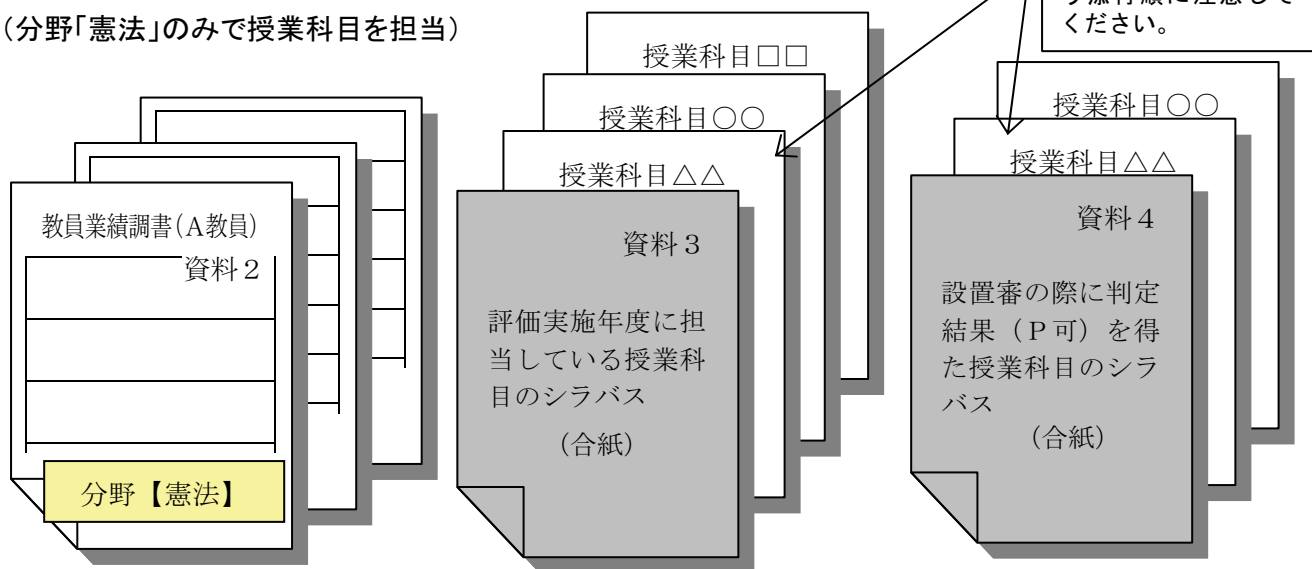 （分野「憲法」のみで授業科目を担当）
ください。
授業科目□□
授業科目○○
授業科目△△
授業科目○○
授業科目△△
教員業績調書（Ａ教員）
資料２
分野【憲法】
資料３
評価実施年度に担
当している授業科
目のシラバス
（合紙）
資料４
設置審の際に判定
結果（Ｐ可）を得
た授業科目のシラ
バス
（合紙）